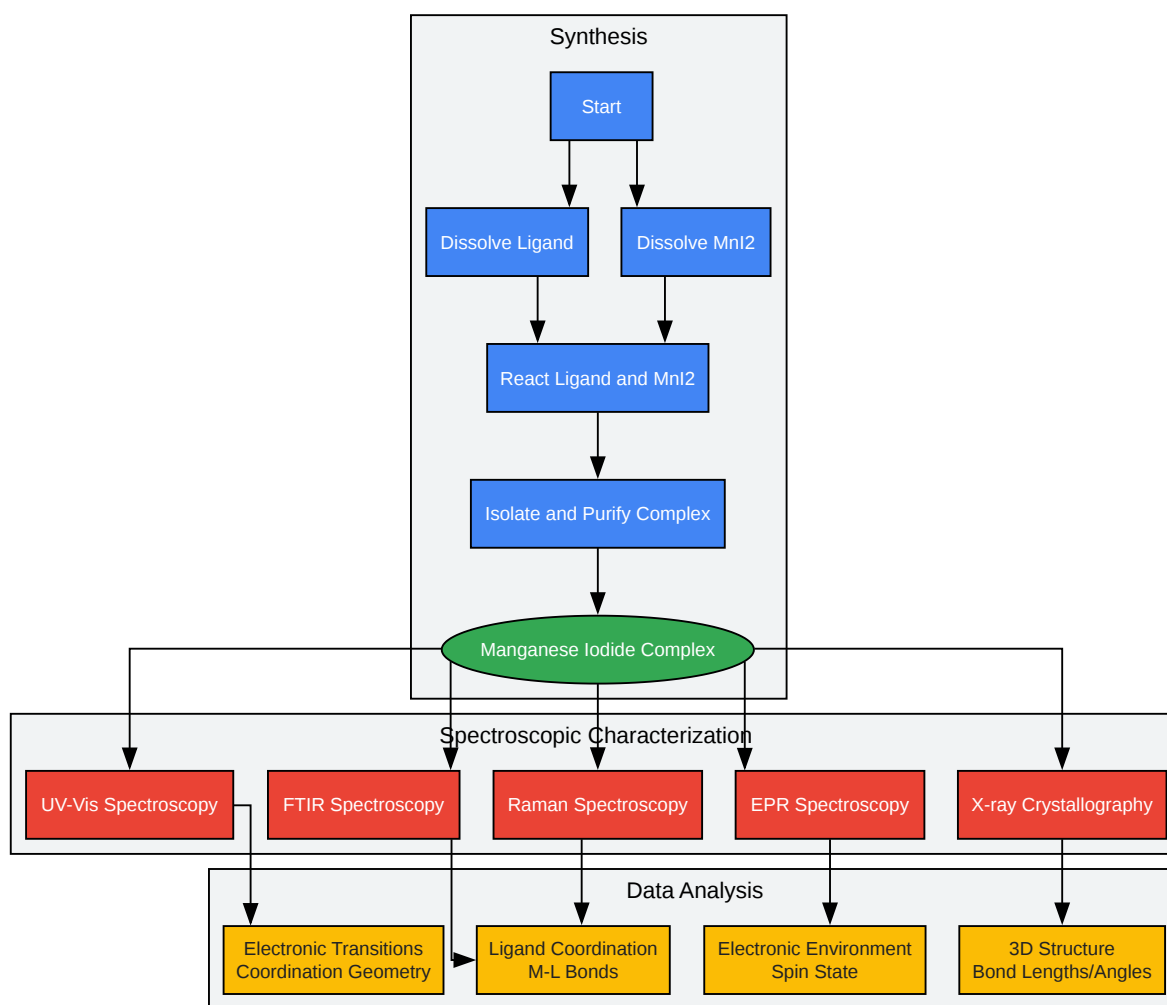 Synthesis
Start
Dissolve Ligand
Dissolve MnI2
React Ligand and MnI2
Isolate and Purify Complex
Manganese Iodide Complex
Spectroscopic Characterization
UV-Vis Spectroscopy
FTIR Spectroscopy
Raman Spectroscopy
EPR Spectroscopy
X-ray Crystallography
Data Analysis
Electronic Transitions
Coordination Geometry
Ligand Coordination
M-L Bonds
Electronic Environment
Spin State
3D Structure
Bond Lengths/Angles